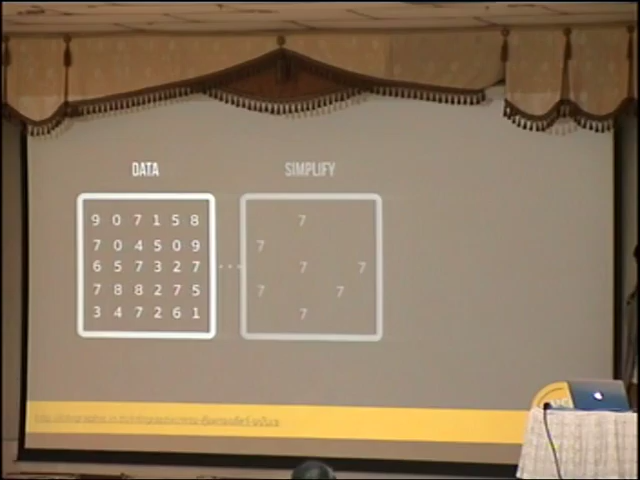 DATA
SIMPLIFY
9 0 7 1 5 8
7 0 4 5 0 9
6 5 7 3 2 7
7 8 8 2 7 5
3 4 7 2 6 1
7
7
7 7
7 7
7